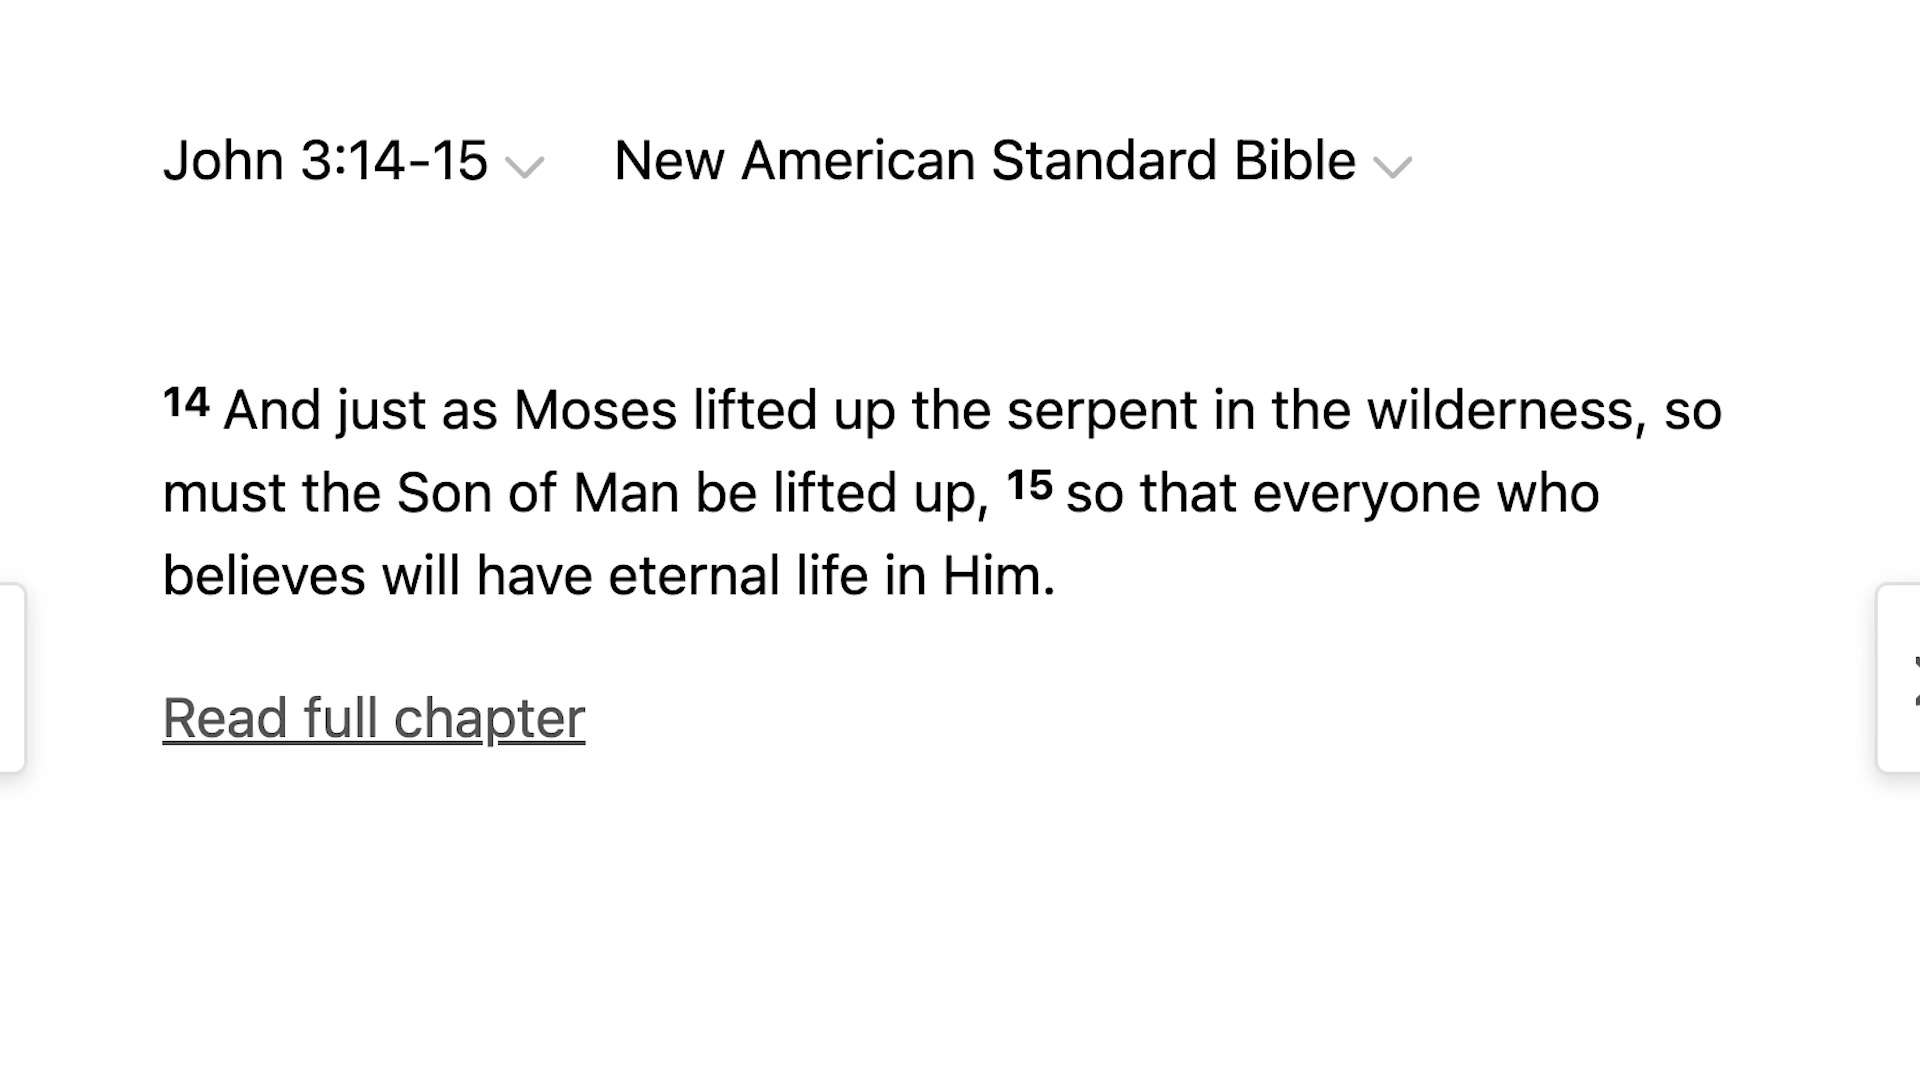 John 3:14-15 New American Standard Bible
14 And just as Moses lifted up the serpent in the wilderness, so
must the Son of Man be lifted up, 15 so that everyone who
believes will have eternal life in Him.
Read full chapter